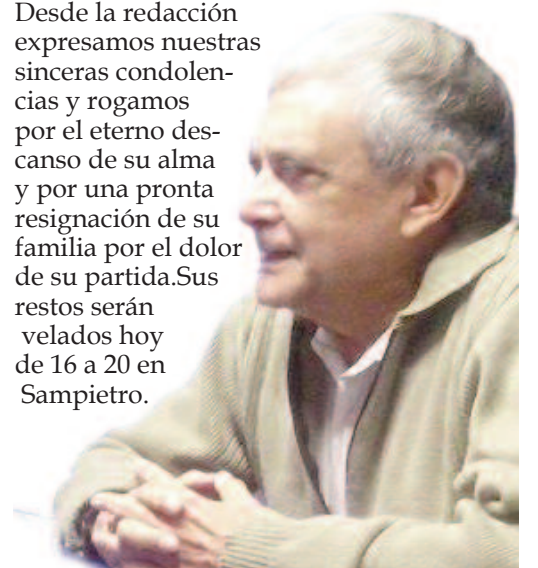 Desde la redacción
expresamos nuestras
sinceras condolen-
cias y rogamos
por el eterno des-
canso de su alma
y por una pronta
resignación de su
familia por el dolor
de su partida.Sus
restos serán
velados hoy
de 16 a 20 en
Sampietro.